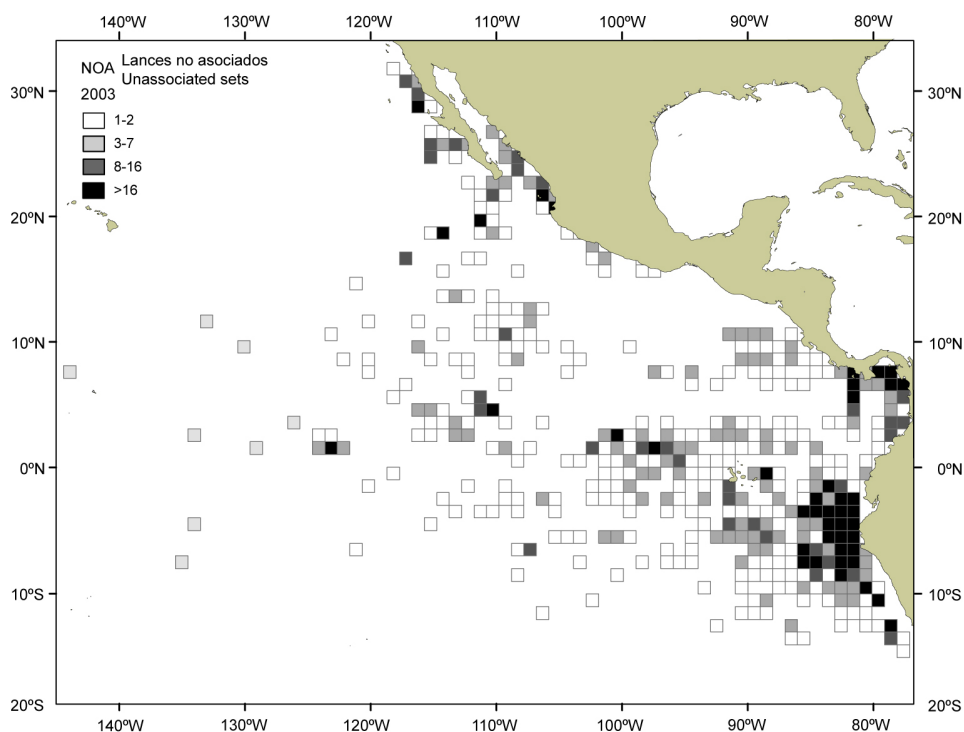 140ºW 130ºW 120ºW 110ºW 100ºW 90ºW 80ºW
NOA Lances no asociados
Unassociated sets
2003
1-2
3-7
8-16
>16
30ºN 30ºN
20ºN 20ºN
10ºN 10ºN
0ºN 0ºN
10ºS 10ºS
20ºS 20ºS
140ºW 130ºW 120ºW 110ºW 100ºW 90ºW 80ºW